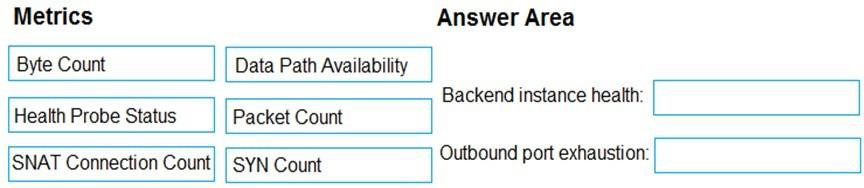 Metrics
Answer Area
Byte Count
Data Path Availability
Backend instance health:
Health Probe Status
Packet Count
SNAT Connection Count
SYN Count
Outbound port exhaustion: